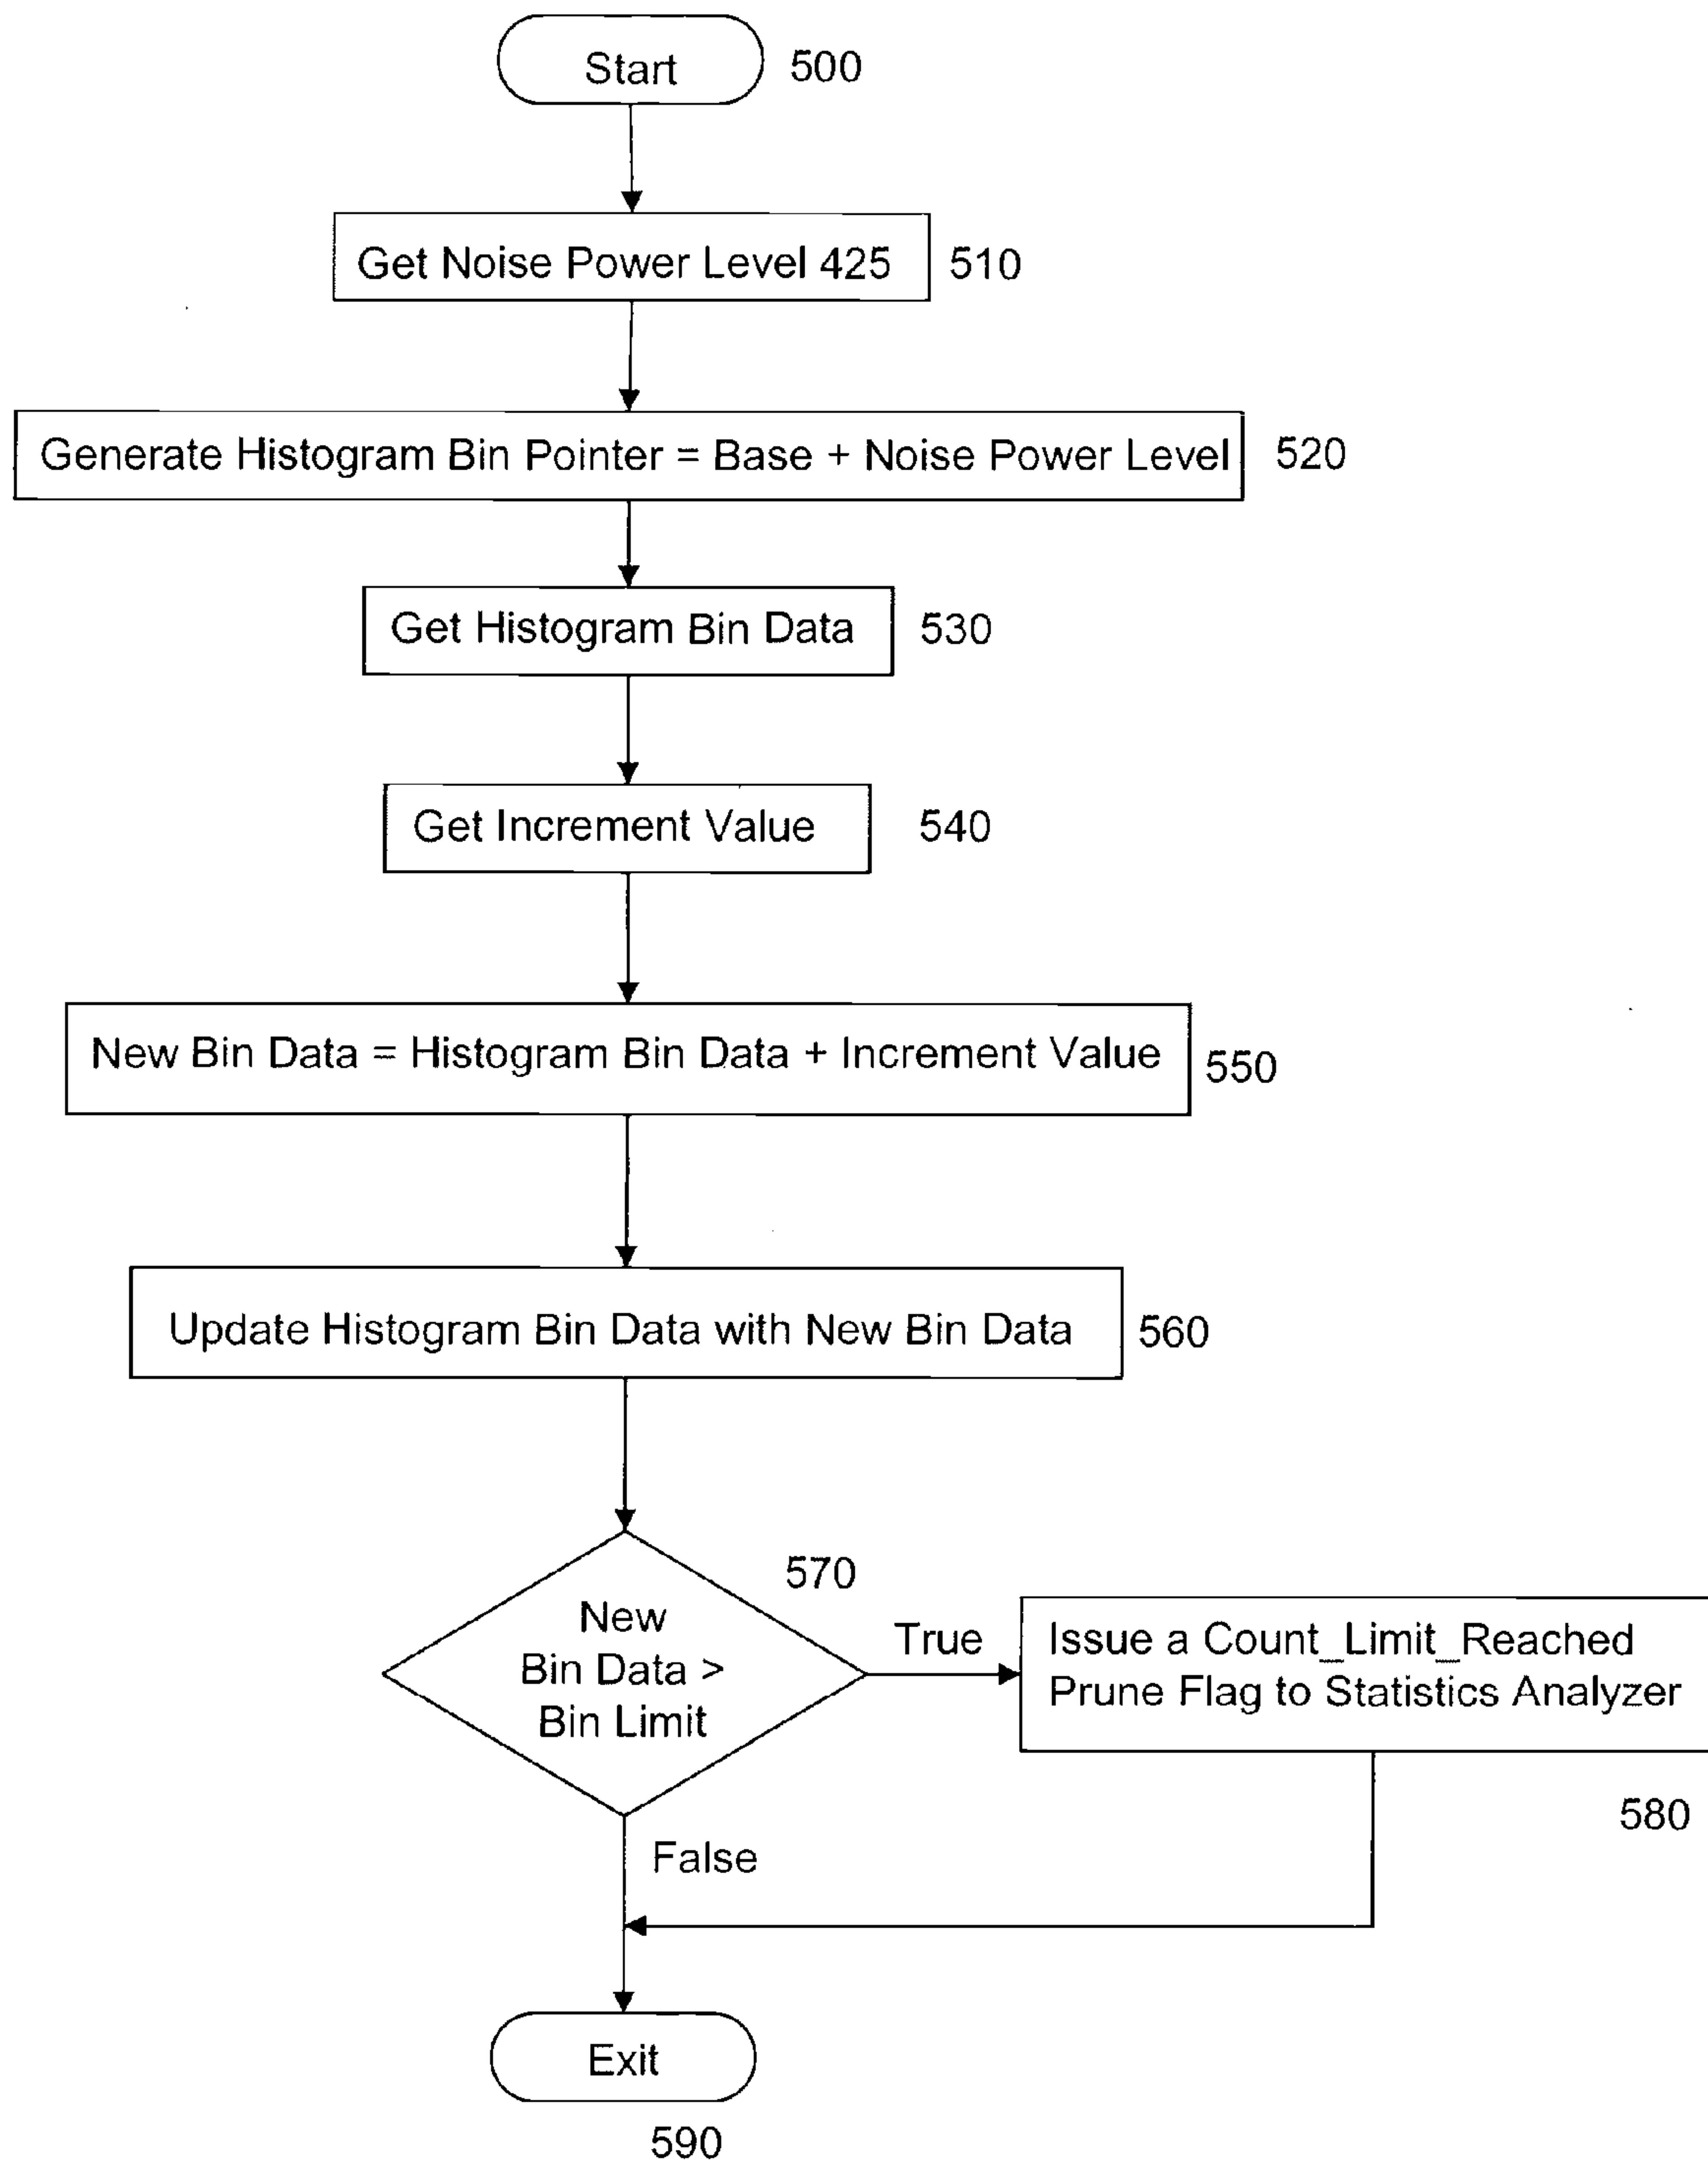 Start 500
Get Noise Power Level 425 510
Generate Histogram Bin Pointer = Base + Noise Power Level 520
Get Histogram Bin Data 530
Get Increment Value 540
New Bin Data = Histogram Bin Data + Increment Value 550
Update Histogram Bin Data with New Bin Data 560
570
New
Bin Data >
Bin Limit
True
Issue a Count_Limit_Reached
Prune Flag to Statistics Analyzer
580
False
Exit
590